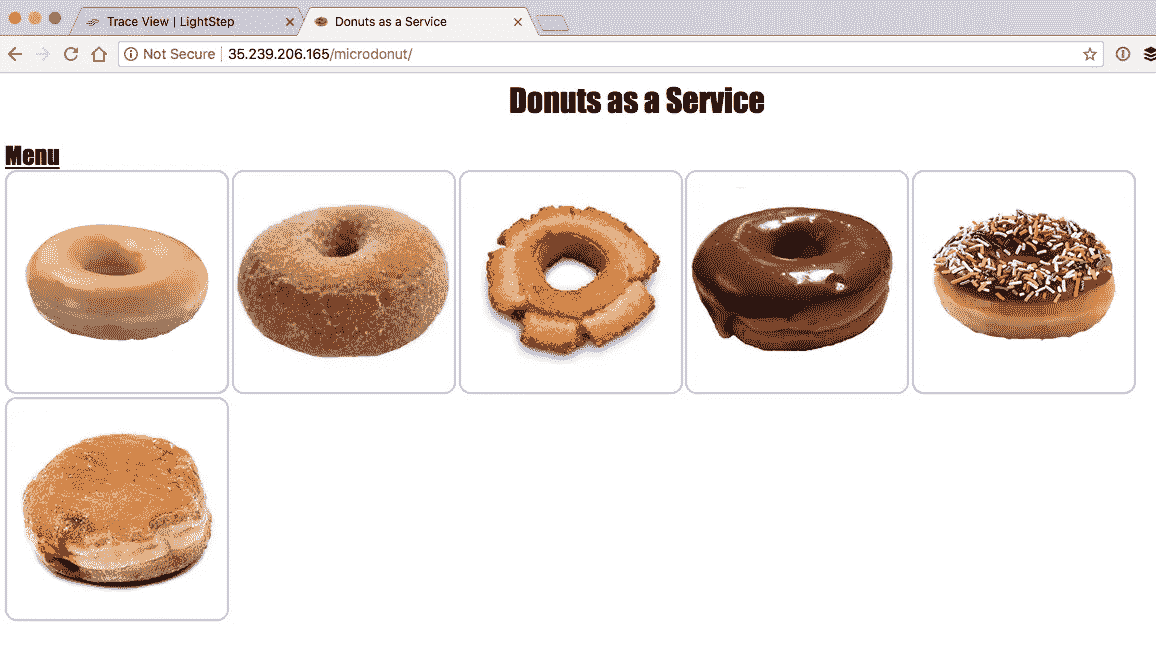 Trace View | LightStep
Donuts as a Service
Not Secure | 35.239.206.165/microdonut/
Donuts as a Service
Menu